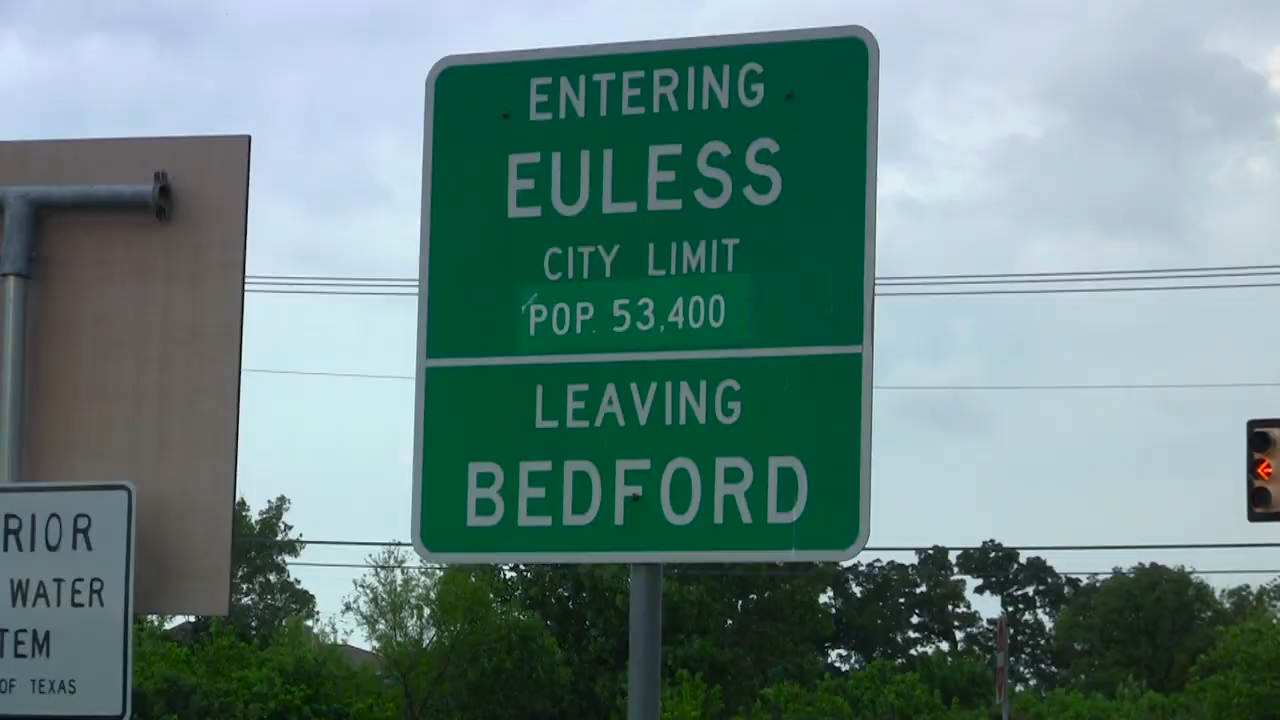 ENTERING
EULESS
CITY LIMIT
POP. 53,400
LEAVING
BEDFORD
RIOR
WATER
TEM
OF TEXAS